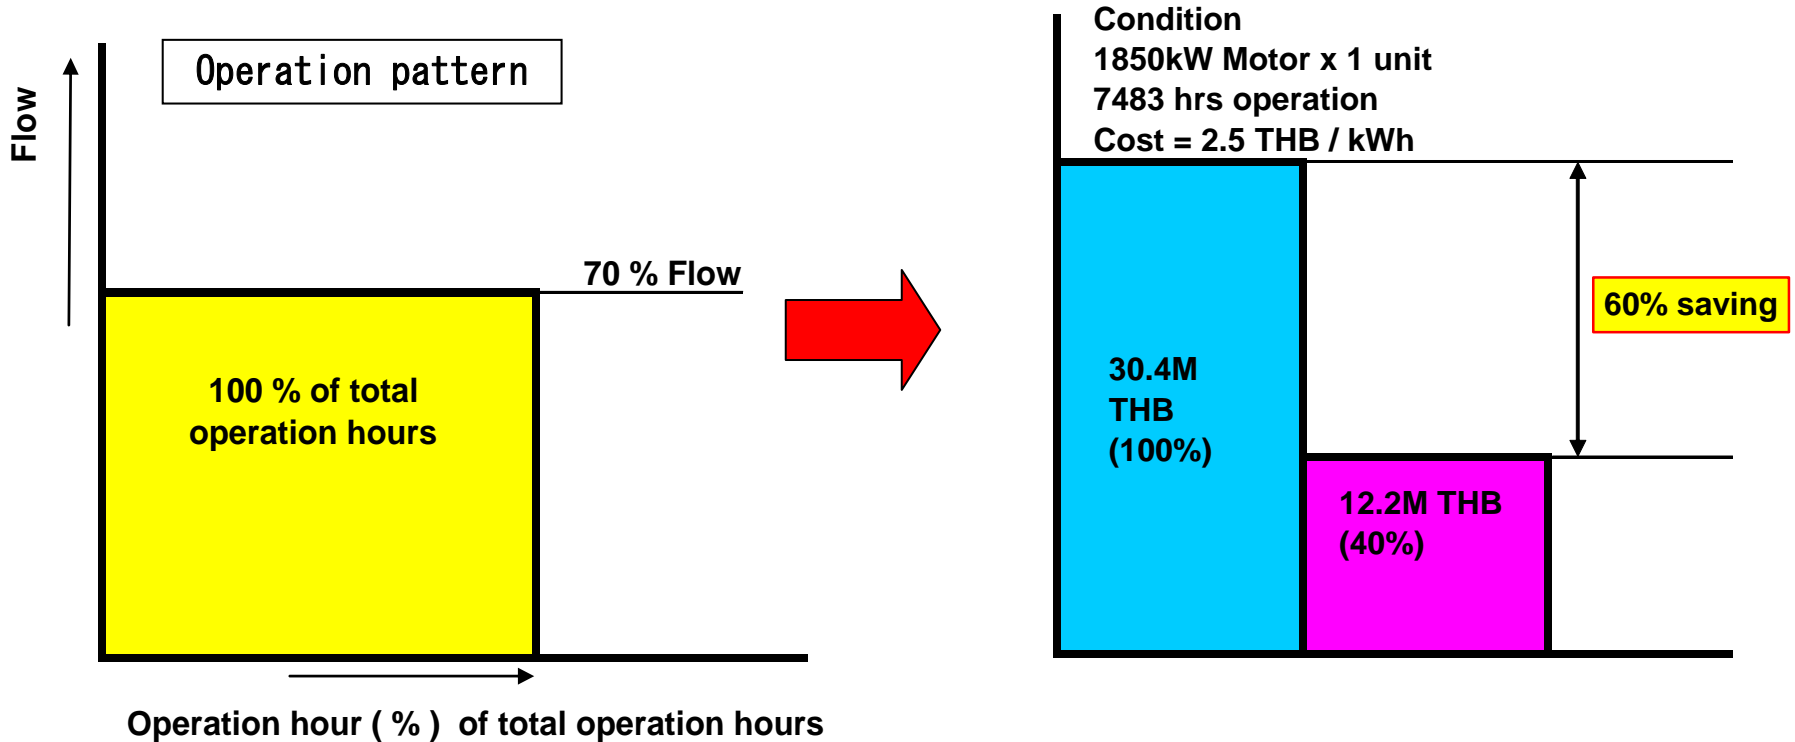 Operation pattern
Flow
70 % Flow
100 % of total
operation hours
Operation hour ( % )  of total operation hours
Condition
1850kW Motor x 1 unit
7483 hrs operation
Cost = 2.5 THB / kWh
30.4M
THB
(100%)
60% saving
12.2M THB
(40%)